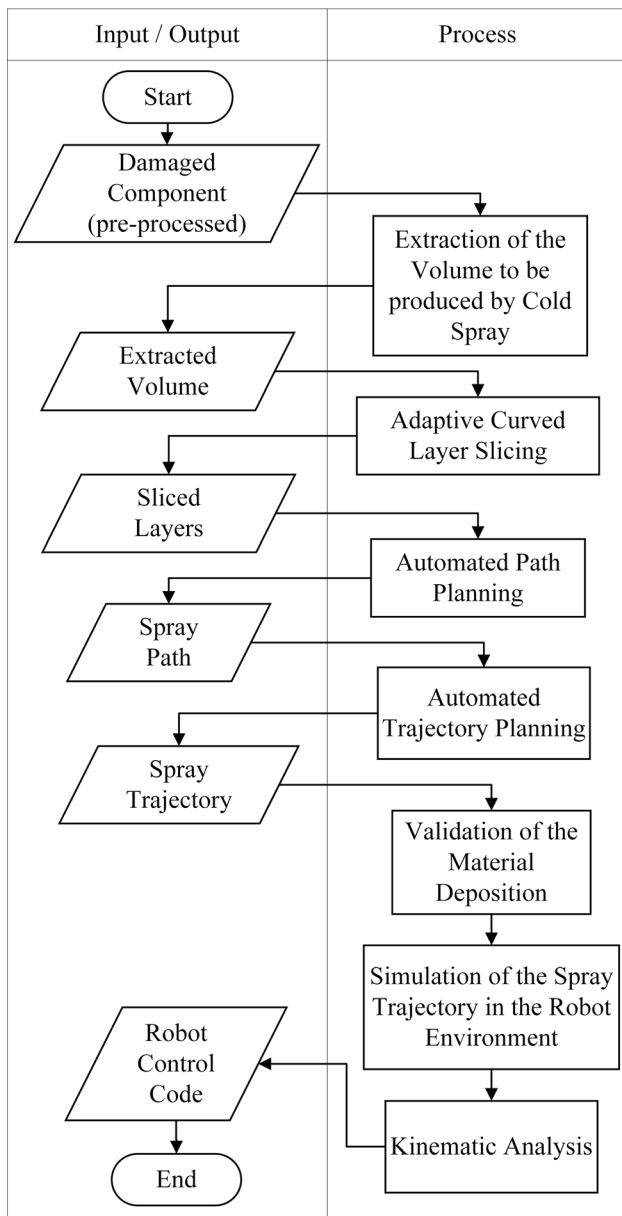 Input / Output
Process
Start
Damaged
Component
(pre-processed)
Extraction of the
Volume to be
produced by Cold
Spray
Extracted
Volume
Adaptive Curved
Layer Slicing
Sliced
Layers
Automated Path
Planning
Spray
Path
Automated
Trajectory Planning
Spray
Trajectory
Validation of the
Material
Deposition
Simulation of the Spray
Trajectory in the Robot
Environment
Kinematic Analysis
Robot
Control
Code
End